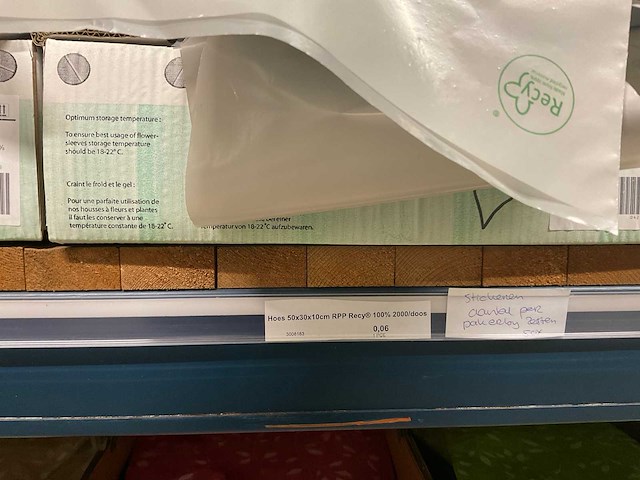 Recy
®
Optimum storage temperature :
To ensure best usage of flower-
sleeves storage temperature
should be 18-22°C.
Craint le froid et le gel :
Pour une parfaite utilisation de
nos housses à fleurs et plantes
il faut les conserver à une
température constante de 18-22°C.
Temperatur von 18-22°C aufzubewaren.
Hoes 50x30x10cm RPP Recy® 100% 2000/doos
0,06
aantal per